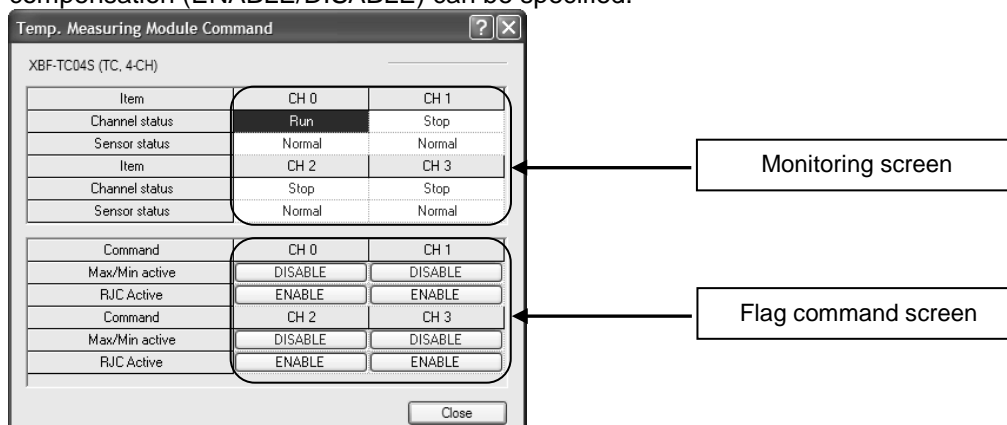 compensation (ENABLE/DISABLE) can be specified.
Temp. Measuring Module Command
XBF-TC04S (TC, 4-CH)
Item CH 0 CH 1
Channel status Run Stop
Sensor status Normal Normal
Item CH 2 CH 3
Channel status Stop Stop
Sensor status Normal Normal
Monitoring screen
Command CH 0 CH 1
Max/Min active DISABLE DISABLE
RJC Active ENABLE ENABLE
Command CH 2 CH 3
Max/Min active DISABLE DISABLE
RJC Active ENABLE ENABLE
Flag command screen
Close